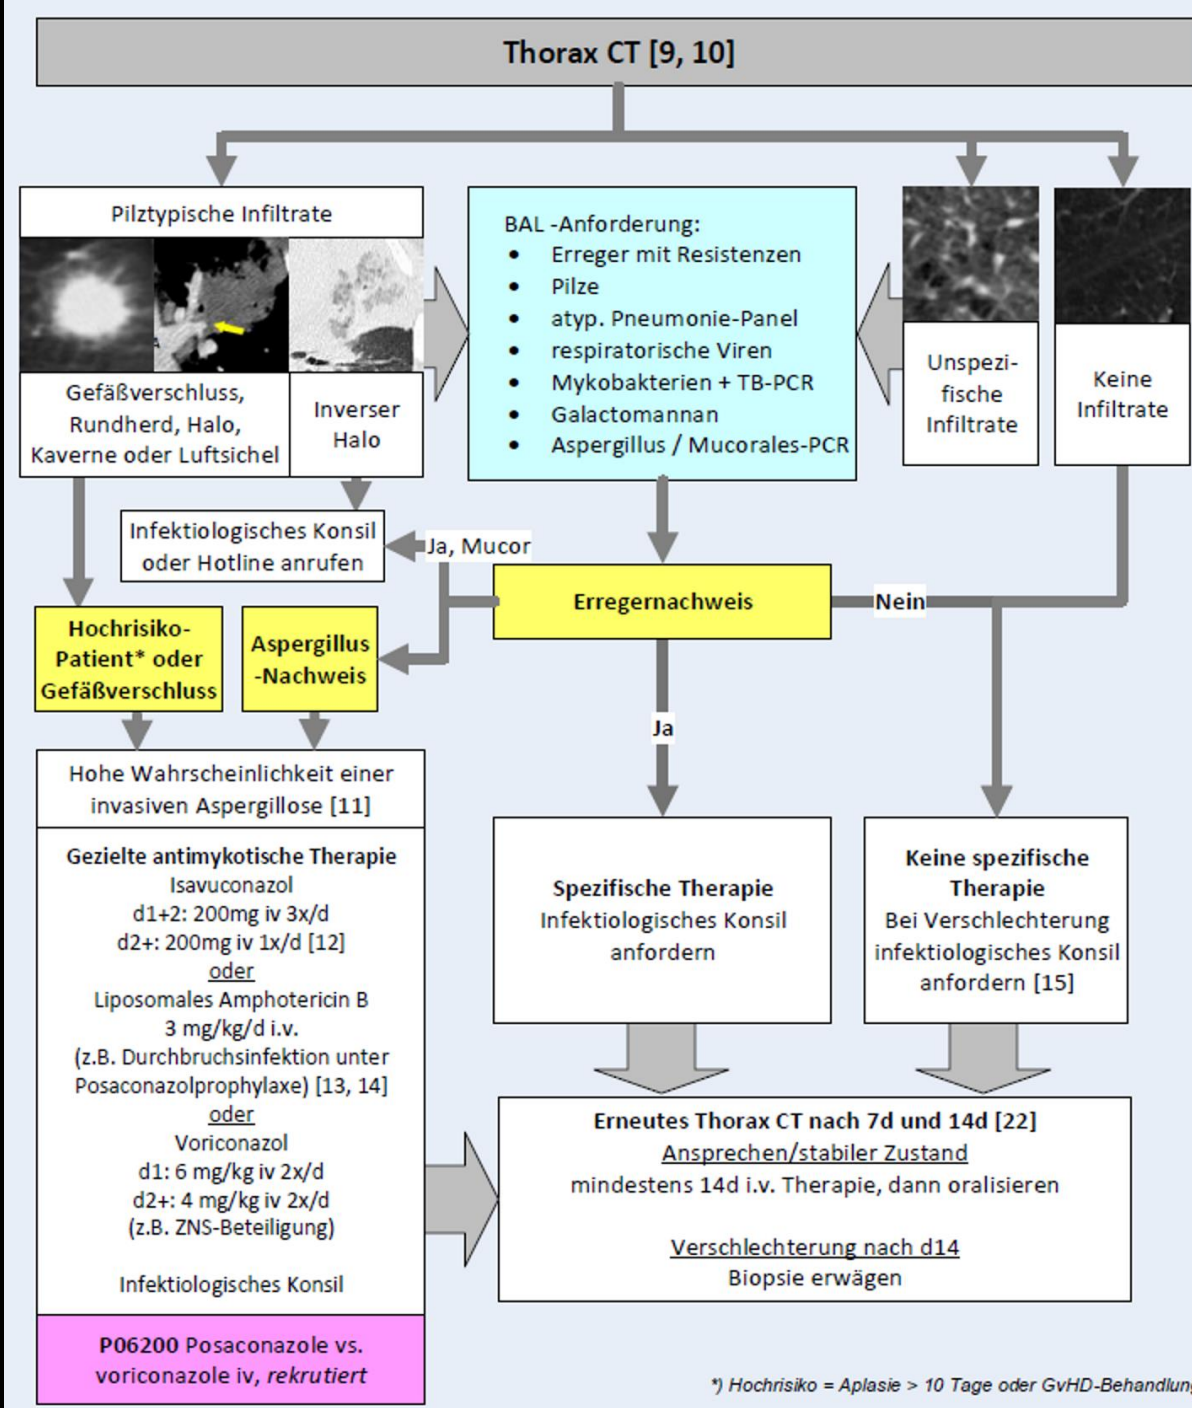 Thorax CT [9, 10]
Pilztypische Infiltrate
Gefäßverschluss,
Rundherd, Halo,
Kaverne oder Luftsichel
Inverser
Halo
BAL -Anforderung:
• Erreger mit Resistenzen
• Pilze
• atyp. Pneumonie-Panel
• respiratorische Viren
• Mykobakterien + TB-PCR
• Galactomannan
• Aspergillus / Mucorales-PCR
Unspezi-
fische
Infiltrate
Keine
Infiltrate
Infektiologisches Konsil
oder Hotline anrufen
Ja, Mucor
Erregernachweis
Nein
Hochrisiko-
Patient* oder
Gefäßverschluss
Aspergillus
-Nachweis
Ja
Hohe Wahrscheinlichkeit einer
invasiven Aspergillose [11]
Gezielte antimykotische Therapie
Isavuconazol
d1+2: 200mg iv 3x/d
d2+: 200mg iv 1x/d [12]
oder
Liposomales Amphotericin B
3 mg/kg/d i.v.
(z.B. Durchbruchsinfektion unter
Posaconazolprophylaxe) [13, 14]
oder
Voriconazol
d1: 6 mg/kg iv 2x/d
d2+: 4 mg/kg iv 2x/d
(z.B. ZNS-Beteiligung)
Infektiologisches Konsil
P06200 Posaconazole vs.
voriconazole iv, rekrutiert
Spezifische Therapie
Infektiologisches Konsil
anfordern
Keine spezifische
Therapie
Bei Verschlechterung
infektiologisches Konsil
anfordern [15]
Erneutes Thorax CT nach 7d und 14d [22]
Ansprechen/stabiler Zustand
mindestens 14d i.v. Therapie, dann oralisieren
Verschlechterung nach d14
Biopsie erwägen
*) Hochrisiko = Aplasie > 10 Tage oder GvHD-Behandlung